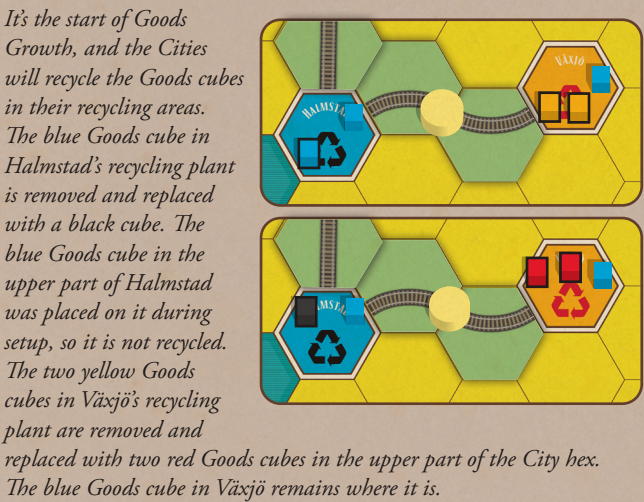 It's the start of Goods
Growth, and the Cities
will recycle the Goods cubes
in their recycling areas.
The blue Goods cube in
Halmstad's recycling plant
is removed and replaced
with a black cube. The
blue Goods cube in the
upper part of Halmstad
was placed on it during
setup, so it is not recycled.
The two yellow Goods
cubes in Växjö's recycling
plant are removed and
replaced with two red Goods cubes in the upper part of the City hex.
The blue Goods cube in Växjö remains where it is.
VÄXJÖ